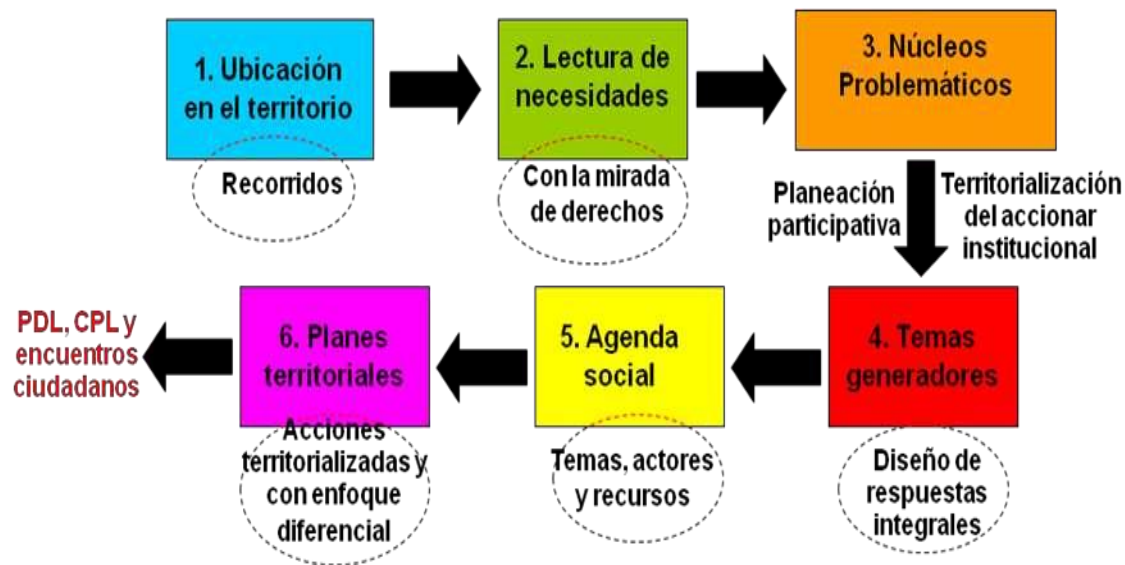 1. Ubicación
en el territorio
Recorridos
2. Lectura de
necesidades
Con la mirada
de derechos
3. Núcleos
Problemáticos
Planeación
participativa
Territorialización
del accionar
institucional
4. Temas
generadores
Diseño de
respuestas
integrales
5. Agenda
social
Temas, actores
y recursos
6. Planes
territoriales
Acciones
territorializadas y
con enfoque
diferencial
PDL, CPL y
encuentros
ciudadanos